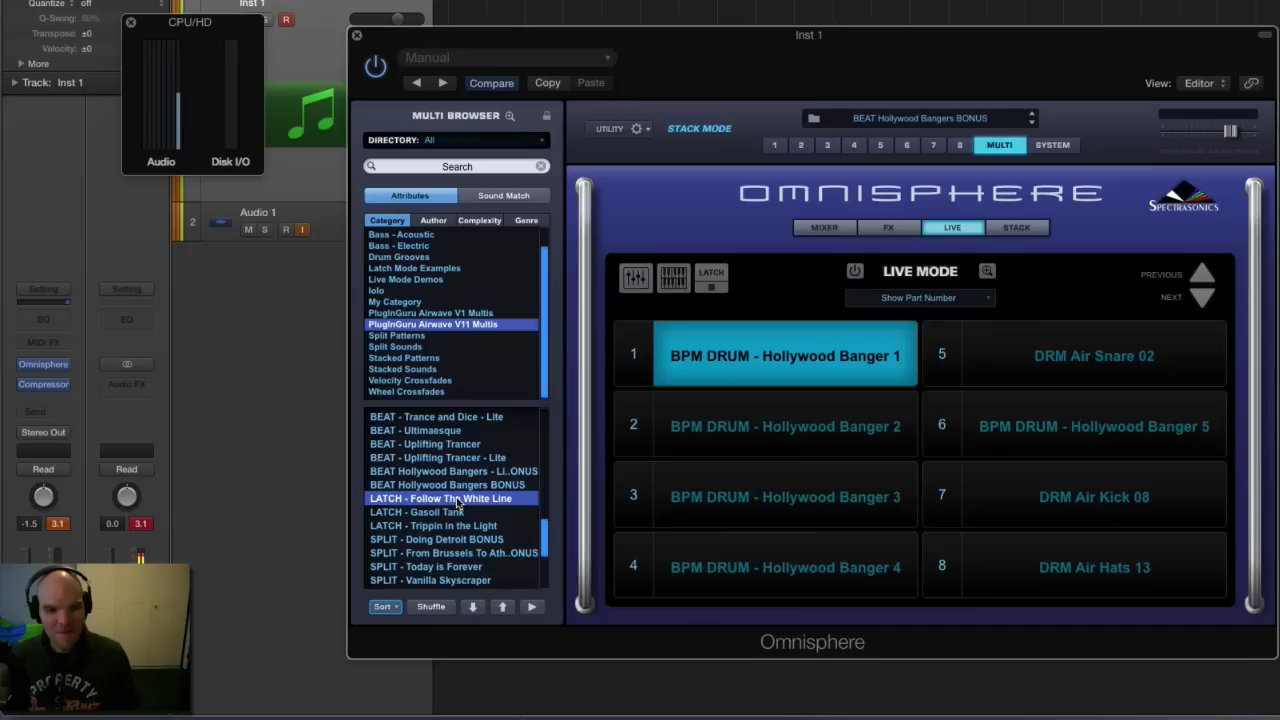 Quantize off
Q-Swing: 50%
Transpose: ±0
Velocity: ±0
More
Track: Inst 1
CPU/HD
Audio
Disk I/O
Inst 1
S
R
2
Audio 1
M S R I
Setting
Setting
EQ
EQ
MIDI FX
Omnisphere
Compressor
Audio FX
Send
Stereo Out
Read
Read
-1.5
3.1
0.0
3.1
Inst 1
Manual
Compare
Copy
Paste
View:
Editor
MULTI BROWSER
DIRECTORY: All
Search
Attributes
Sound Match
Category
Author
Complexity
Genre
Bass - Acoustic
Bass - Electric
Drum Grooves
Latch Mode Examples
Live Mode Demos
lolo
My Category
PlugInGuru Airwave V1 Multis
PlugInGuru Airwave V11 Multis
Split Patterns
Split Sounds
Stacked Patterns
Stacked Sounds
Velocity Crossfades
Wheel Crossfades
BEAT - Trance and Dice - Lite
BEAT - Ultimaesque
BEAT - Uplifting Trancer
BEAT - Uplifting Trancer - Lite
BEAT Hollywood Bangers - Li..ONUS
BEAT Hollywood Bangers BONUS
LATCH - Follow The White Line
LATCH - Gasoil Tank
LATCH - Trippin in the Light
SPLIT - Doing Detroit BONUS
SPLIT - From Brussels To Ath..ONUS
SPLIT - Today is Forever
SPLIT - Vanilla Skyscraper
Sort
Shuffle
UTILITY
STACK MODE
BEAT Hollywood Bangers BONUS
1 2 3 4 5 6 7 8 MULTI SYSTEM
OMNISPHERE
SPECTRASONICS
MIXER
FX
LIVE
STACK
LATCH
LIVE MODE
Show Part Number
PREVIOUS
NEXT
1 BPM DRUM - Hollywood Banger 1
5 DRM Air Snare 02
2 BPM DRUM - Hollywood Banger 2
6 BPM DRUM - Hollywood Banger 5
3 BPM DRUM - Hollywood Banger 3
7 DRM Air Kick 08
4 BPM DRUM - Hollywood Banger 4
8 DRM Air Hats 13
Omnisphere
PROPERTY